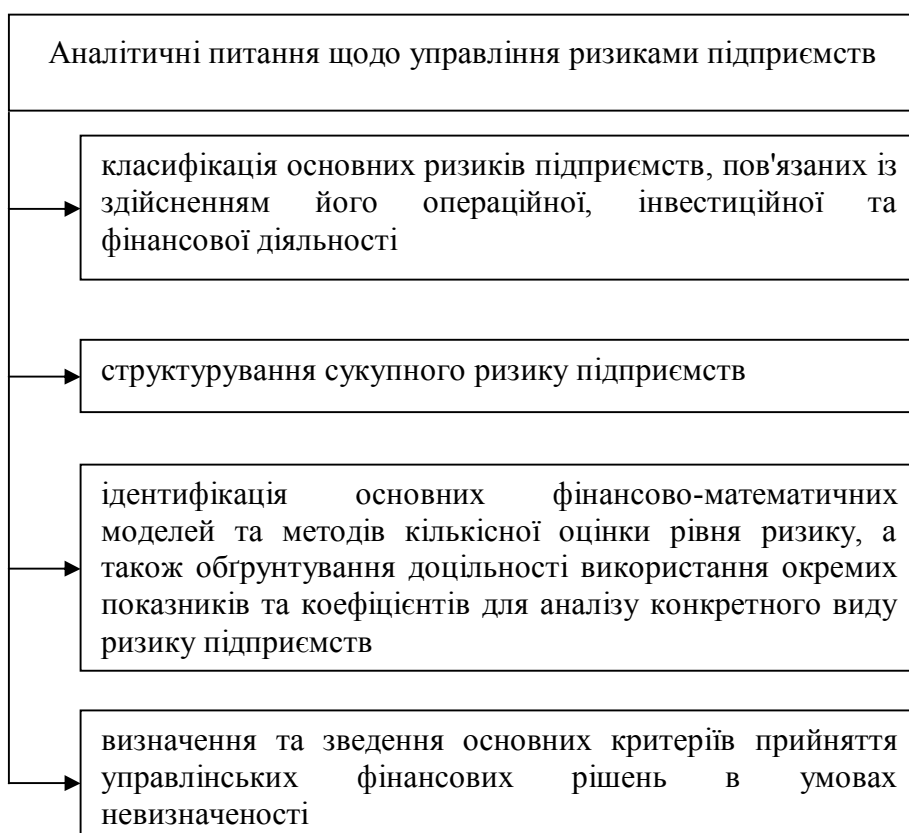 Аналітичні питання щодо управління ризиками підприємств
класифікація основних ризиків підприємств, пов'язаних із
здійсненням його операційної, інвестиційної та
фінансової діяльності
структурування сукупного ризику підприємств
ідентифікація основних фінансово-математичних
моделей та методів кількісної оцінки рівня ризику, а
також обґрунтування доцільності використання окремих
показників та коефіцієнтів для аналізу конкретного виду
ризику підприємств
визначення та зведення основних критеріїв прийняття
управлінських фінансових рішень в умовах
невизначеності